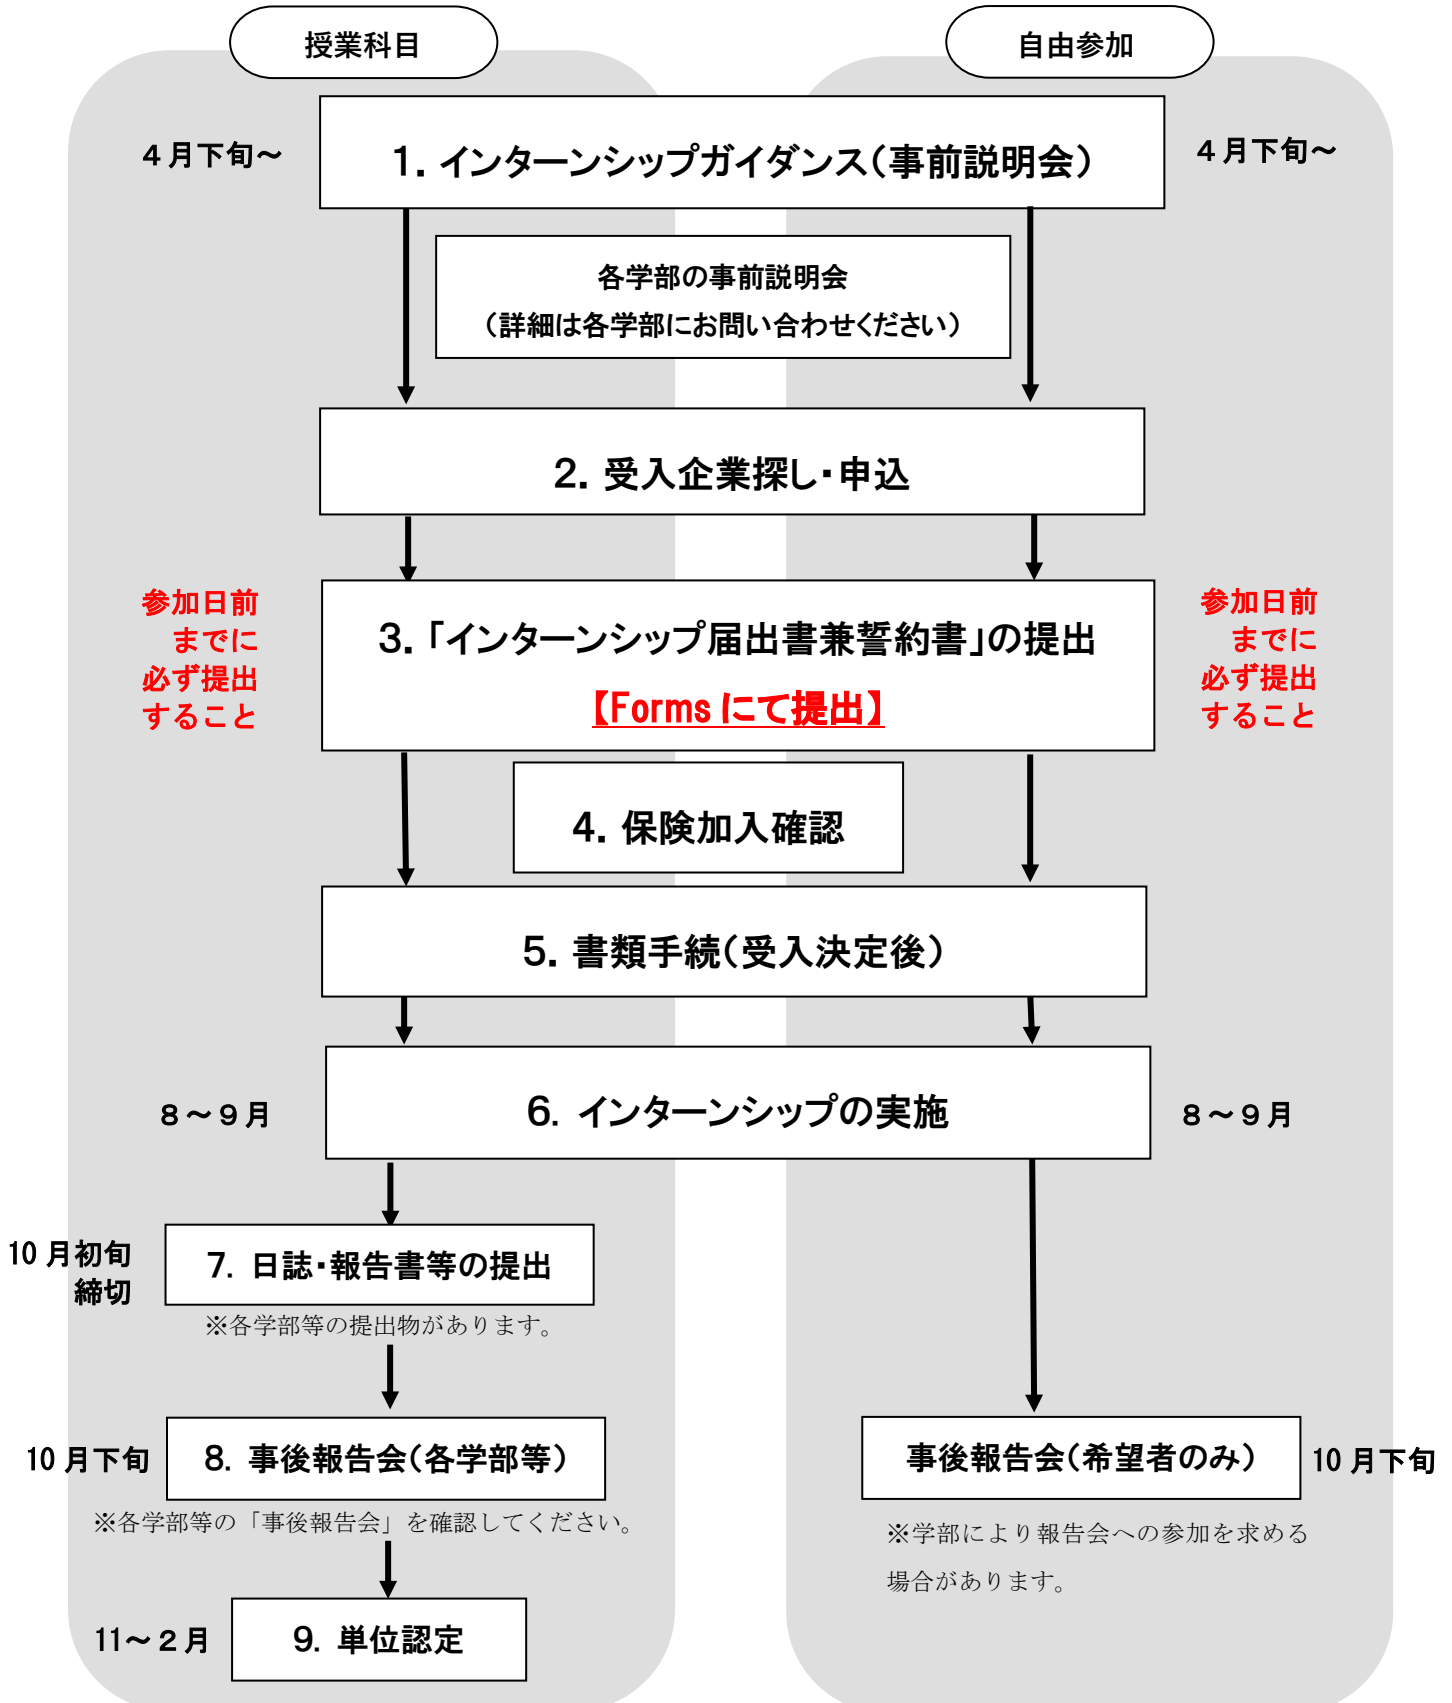 授業科目
自由参加
４月下旬～
1．インターンシップガイダンス（事前説明会）
４月下旬～
各学部の事前説明会
（詳細は各学部にお問い合わせください）
2．受入企業探し・申込
参加日前
までに
必ず提出
すること
3．「インターンシップ届出書兼誓約書」の提出
【Forms にて提出】
参加日前
までに
必ず提出
すること
4．保険加入確認
5．書類手続（受入決定後）
８～９月
6. インターンシップの実施
８～９月
10 月初旬
締切
7. 日誌・報告書等の提出
※各学部等の提出物があります。
10 月下旬
8. 事後報告会（各学部等）
※各学部等の「事後報告会」を確認してください。
事後報告会（希望者のみ）
10 月下旬
※学部により報告会への参加を求める
場合があります。
11～２月
9. 単位認定